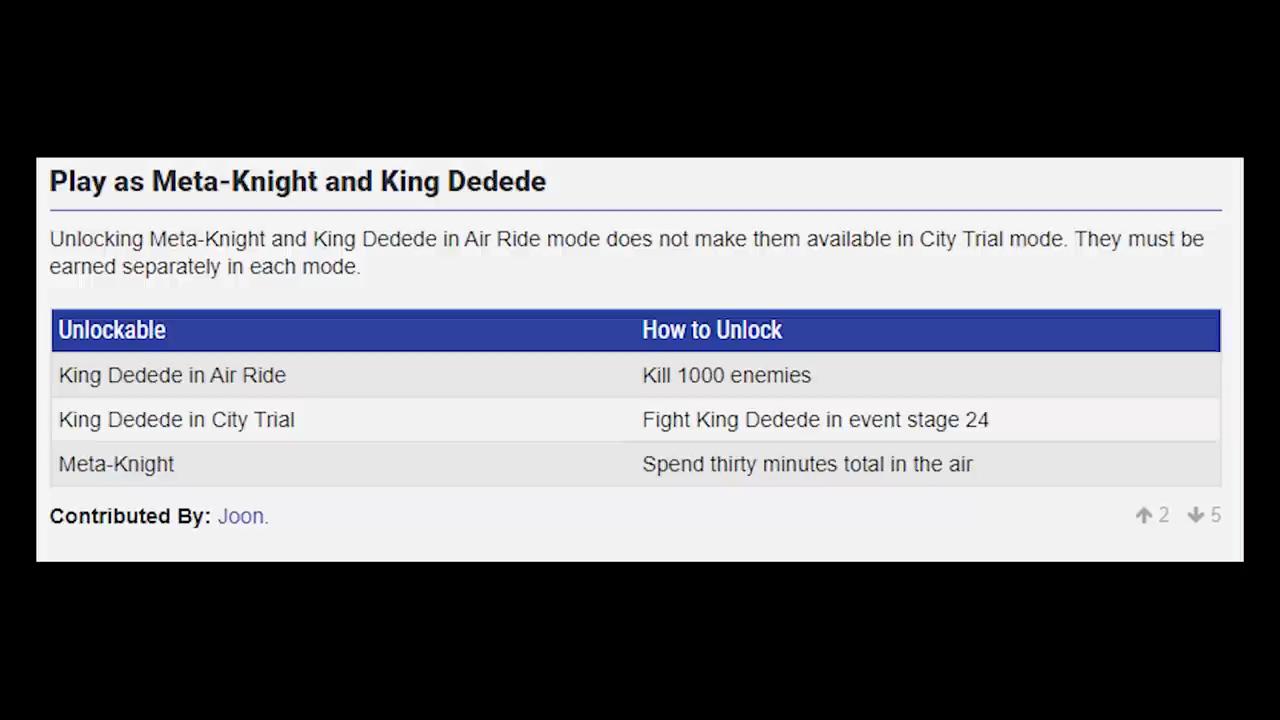 Play as Meta-Knight and King Dedede
Unlocking Meta-Knight and King Dedede in Air Ride mode does not make them available in City Trial mode. They must be
earned separately in each mode.
Unlockable How to Unlock
King Dedede in Air Ride Kill 1000 enemies
King Dedede in City Trial Fight King Dedede in event stage 24
Meta-Knight Spend thirty minutes total in the air
Contributed By: Joon. 2 5